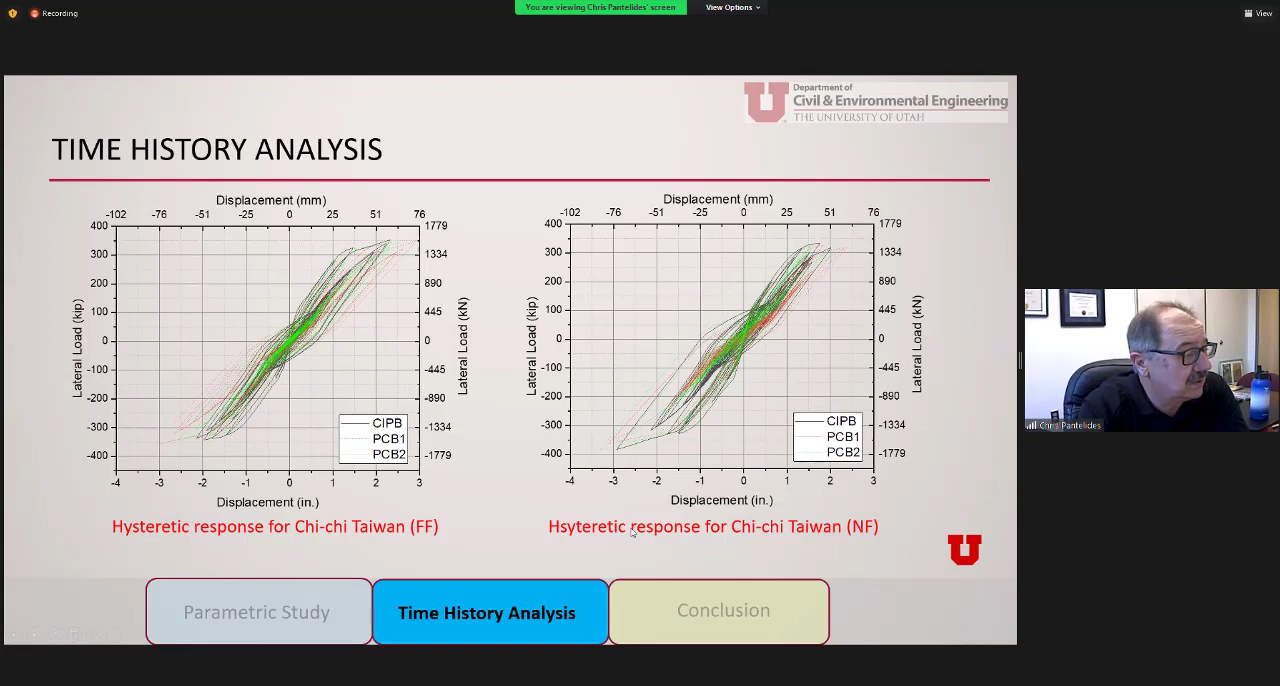 Recording
You are viewing Chris Pantelides' screen
View Options
View
Department of
Civil & Environmental Engineering
THE UNIVERSITY OF UTAH
TIME HISTORY ANALYSIS
Displacement (mm)
-102 -76 -51 -25 0 25 51 76
400 300 200 100 0 -100 -200 -300 -400
Lateral Load (kip)
1779 1334 890 445 0 -445 -890 -1334 -1779
Lateral Load (kN)
CIPB
PCB1
PCB2
-4 -3 -2 -1 0 1 2 3
Displacement (in.)
Hysteretic response for Chi-chi Taiwan (FF)
Displacement (mm)
-102 -76 -51 -25 0 25 51 76
400 300 200 100 0 -100 -200 -300 -400
Lateral Load (kip)
1779 1334 890 445 0 -445 -890 -1334 -1779
Lateral Load (kN)
CIPB
PCB1
PCB2
-4 -3 -2 -1 0 1 2 3
Displacement (in.)
Hsyteretic response for Chi-chi Taiwan (NF)
Parametric Study
Time History Analysis
Conclusion
Chris Pantelides